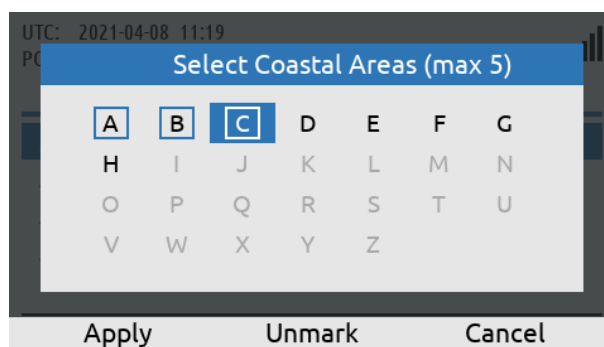 UTC: 2021-04-08 11:19
Select Coastal Areas (max 5)
A B C D E F G
H I J K L M N
O P Q R S T U
V W X Y Z
Apply Unmark Cancel